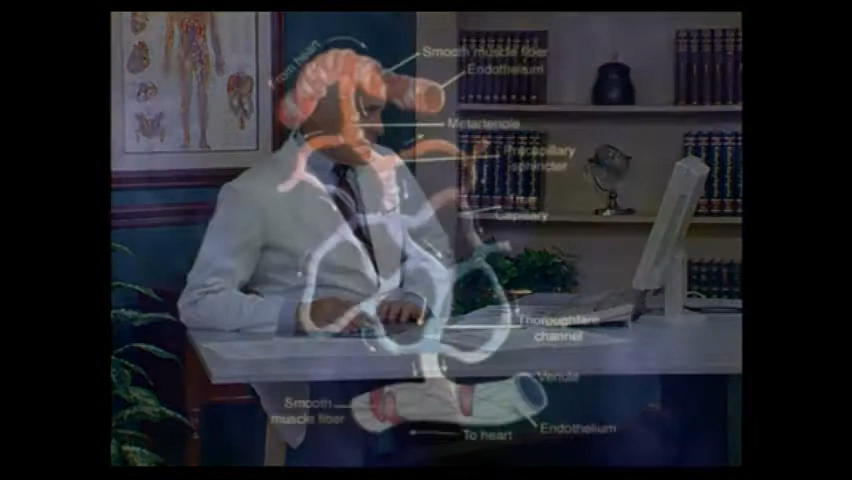 From heart
Smooth muscle fiber
Endothelium
Metarteriole
Precapillary
sphincter
Capillary
Thoroughfare
channel
Venule
Smooth
muscle fiber
Endothelium
To heart